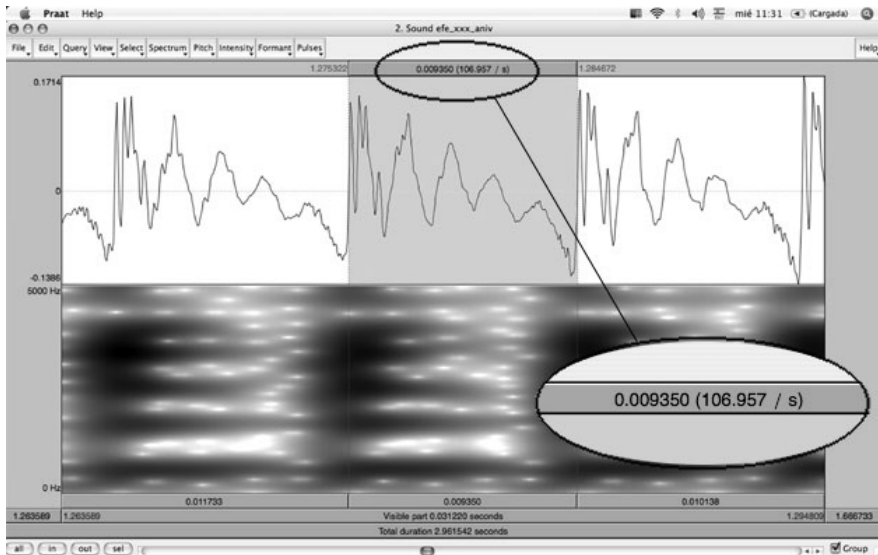 Praat Help mié 11:31 (Cargada)
2. Sound efe_xxx_aniv
File Edit Query View Select Spectrum Pitch Intensity Formant Pulses Help
1.275322 0.009350 (106.957 / s) 1.284672
0.1714
0
-0.1386
5000 Hz
0.009350 (106.957 / s)
0 Hz
0.011733 0.009350 0.010138
1.263589 1.263589 Visible part 0.031220 seconds 1.294809 1.666733
Total duration 2.961542 seconds
all in out sel Group